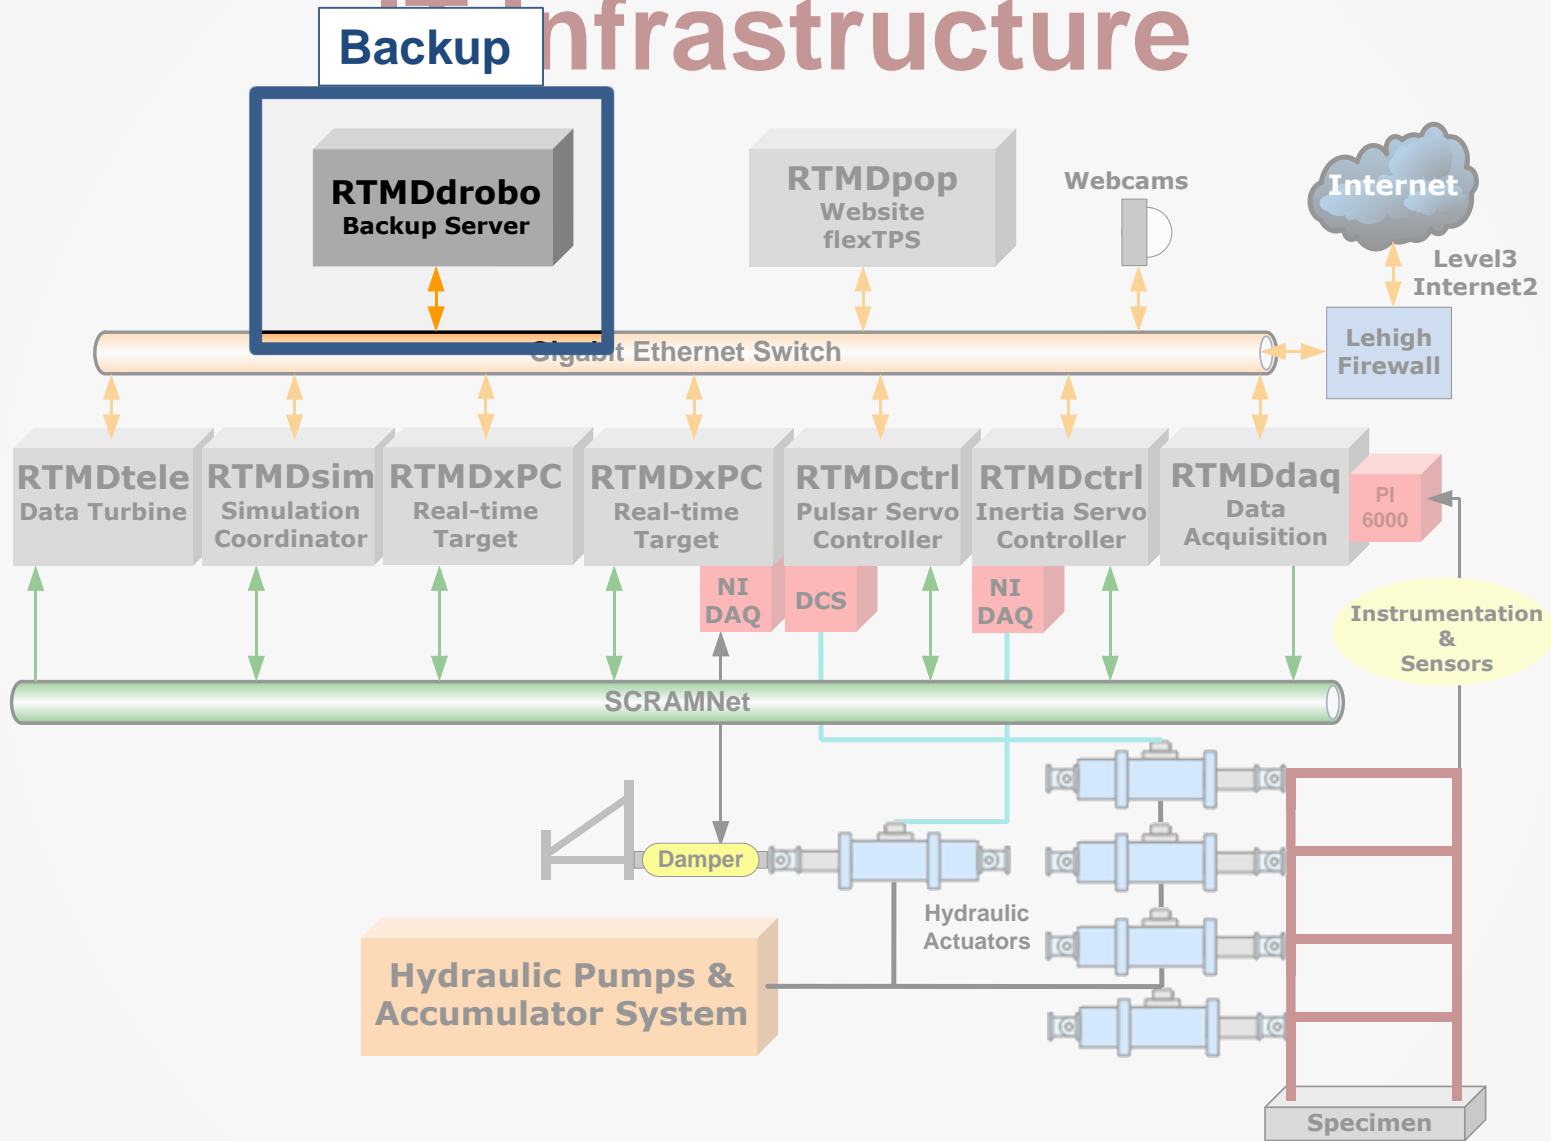 IT Infrastructure
Backup
RTMDdrobo
Backup Server
RTMDpop
Website
flexTPS
Webcams
Internet
Level3
Internet2
Lehigh
Firewall
Gigabit Ethernet Switch
RTMDtele
Data Turbine
RTMDsim
Simulation
Coordinator
RTMDxPC
Real-time
Target
RTMDxPC
Real-time
Target
RTMDctrl
Pulsar Servo
Controller
RTMDctrl
Inertia Servo
Controller
RTMDdaq
Data
Acquisition
PI
6000
NI
DAQ
DCS
NI
DAQ
Instrumentation
&
Sensors
SCRAMNet
Damper
Hydraulic
Actuators
Hydraulic Pumps &
Accumulator System
Specimen